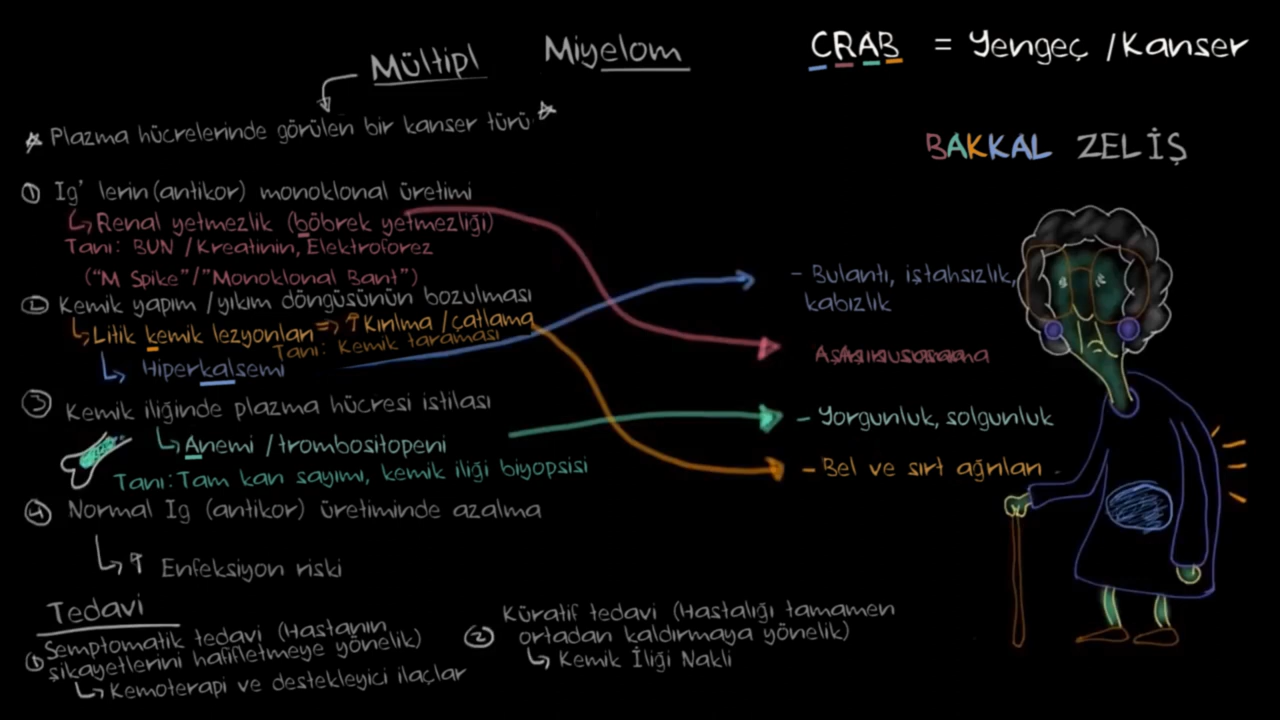 Mültipl Miyelom
CRAB = Yengeç / Kanser
Plazma hücrelerinde görülen bir kanser türü
BAKKAL ZELİŞ
1 Ig' lerin (antikor) monoklonal üretimi
Renal yetmezlik (böbrek yetmezliği)
Tanı: BUN / Kreatinin, Elektroforez
("M Spike"/"Monoklonal Bant")
2 Kemik yapım / yıkım döngüsünün bozulması
Litik kemik lezyonları => ↑ Kırılma / çatlama
Tanı: Kemik taraması
Hiperkalsemi
- Bulantı, iştahsızlık,
kabızlık
3 Kemik iliğinde plazma hücresi istilası
Anemi / trombositopeni
Tanı: Tam kan sayımı, kemik iliği biyopsisi
- Yorgunluk, solgunluk
- Bel ve sırt ağrıları
4 Normal Ig (antikor) üretiminde azalma
↑ Enfeksiyon riski
Tedavi
1 Semptomatik tedavi (Hastanın
şikayetlerini hafifletmeye yönelik)
Kemoterapi ve destekleyici ilaçlar
2 Küratif tedavi (Hastalığı tamamen
ortadan kaldırmaya yönelik)
Kemik İliği Nakli